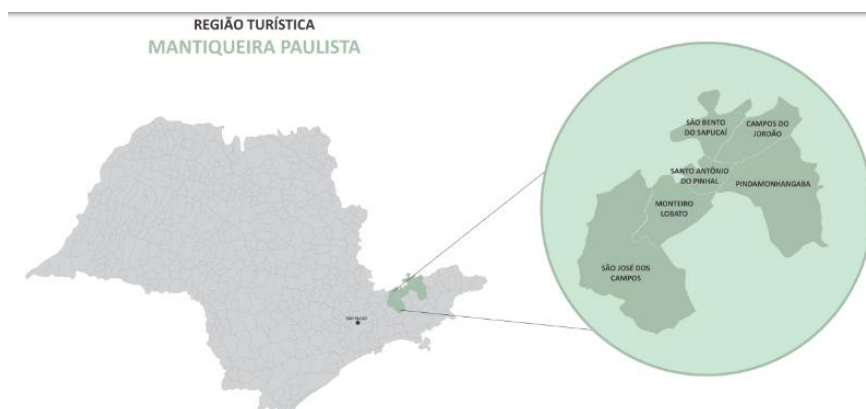 REGIÃO TURÍSTICA
MANTIQUEIRA PAULISTA
SÃO BENTO
DO SAPUCAÍ
CAMPOS DO
JORDÃO
SANTO ANTÔNIO
DO PINHAL
PINDAMONHANGABA
MONTEIRO
LOBATO
SÃO JOSÉ DOS
CAMPOS